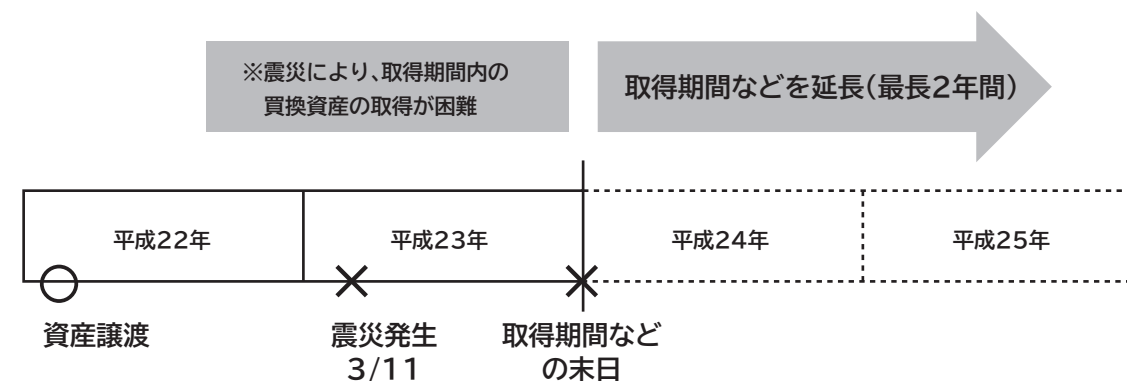 ※震災により、取得期間内の
買換資産の取得が困難
取得期間などを延長(最長2年間)
平成22年
平成23年
平成24年
平成25年
資産譲渡
震災発生
3/11
取得期間など
の末日